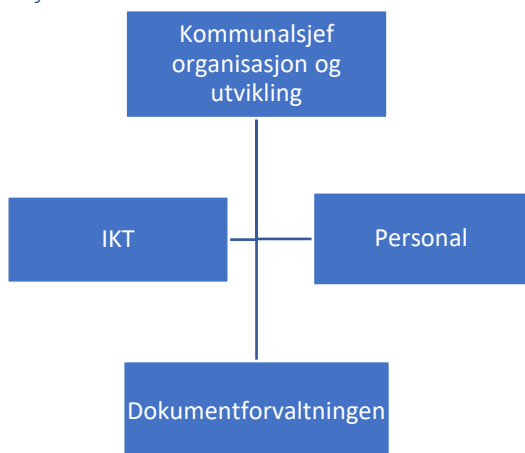 Kommunalsjef
organisasjon og
utvikling
IKT
Personal
Dokumentforvaltningen